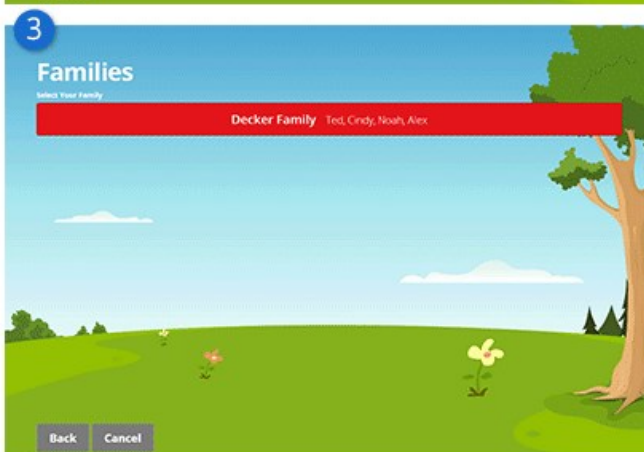 3
Families
Select Your Family
Decker Family Ted, Cindy, Noah, Alex
Back Cancel